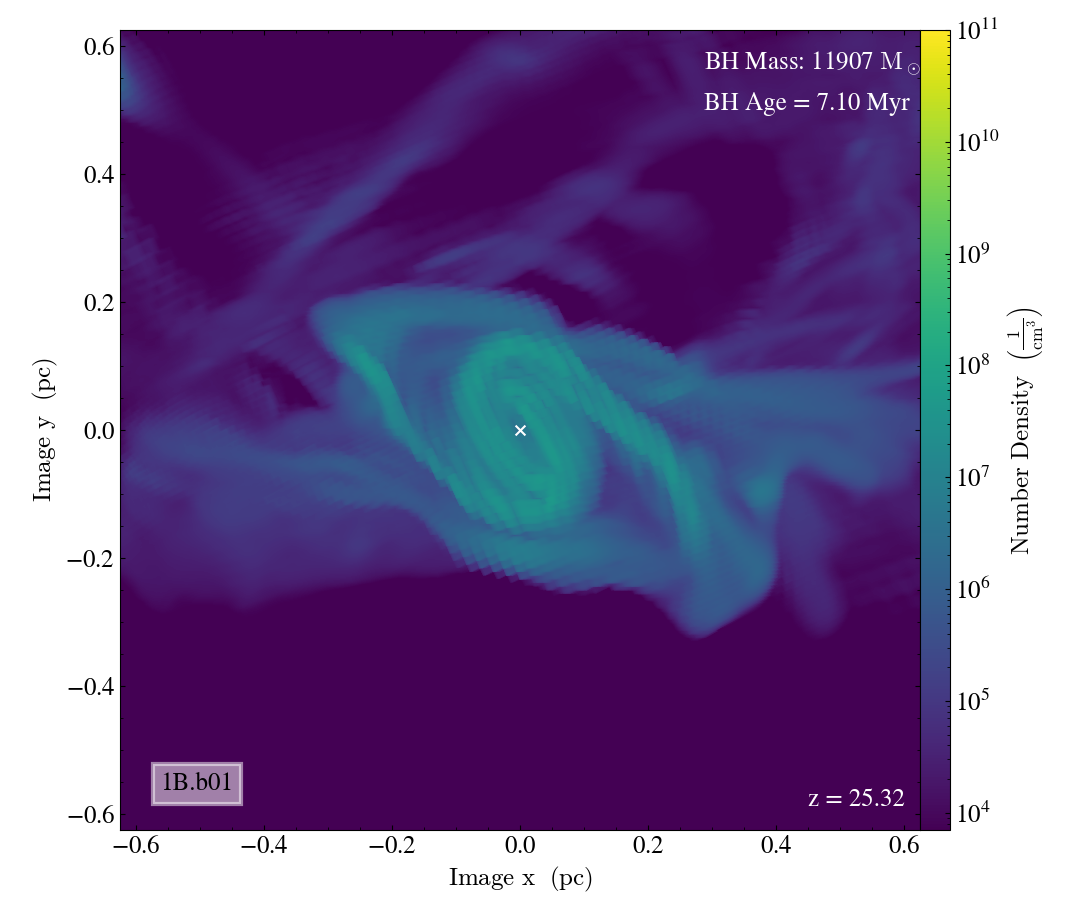 BH Mass: 11907 M⊙
BH Age = 7.10 Myr
1B.b01
z = 25.32
0.6
0.4
0.2
0.0
−0.2
−0.4
−0.6
Image y (pc)
−0.6 −0.4 −0.2 0.0 0.2 0.4 0.6
Image x (pc)
10¹¹
10¹⁰
10⁹
10⁸
10⁷
10⁶
10⁵
10⁴
Number Density (1/cm³)